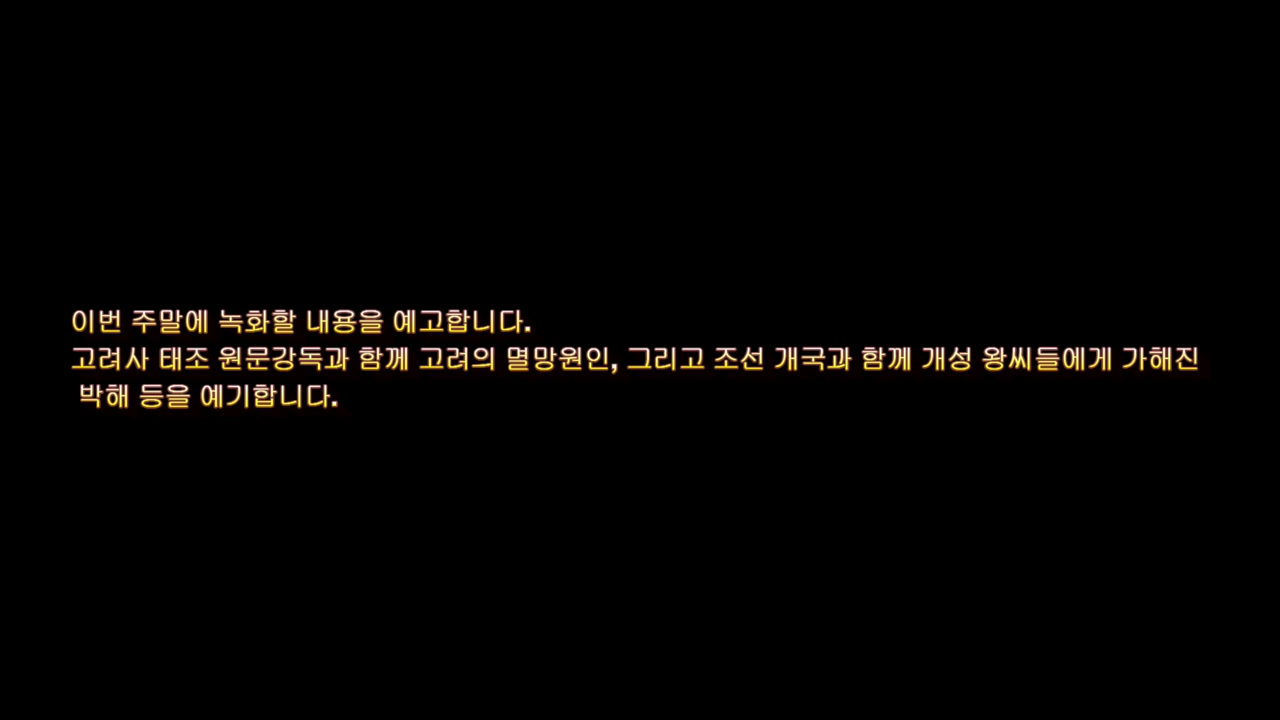 이번 주말에 녹화할 내용을 예고합니다.
고려사 태조 원문강독과 함께 고려의 멸망원인, 그리고 조선 개국과 함께 개성 왕씨들에게 가해진
박해 등을 예기합니다.